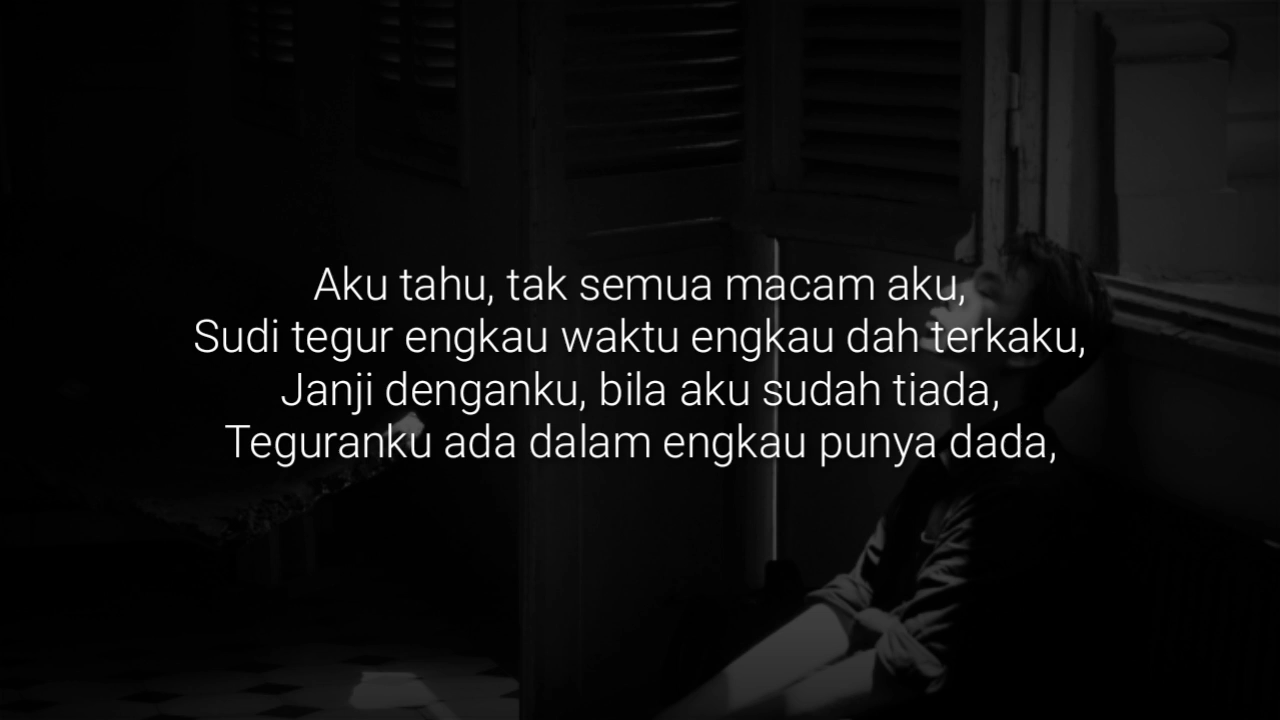 Aku tahu, tak semua macam aku,
Sudi tegur engkau waktu engkau dah terkaku,
Janji denganku, bila aku sudah tiada,
Teguranku ada dalam engkau punya dada,